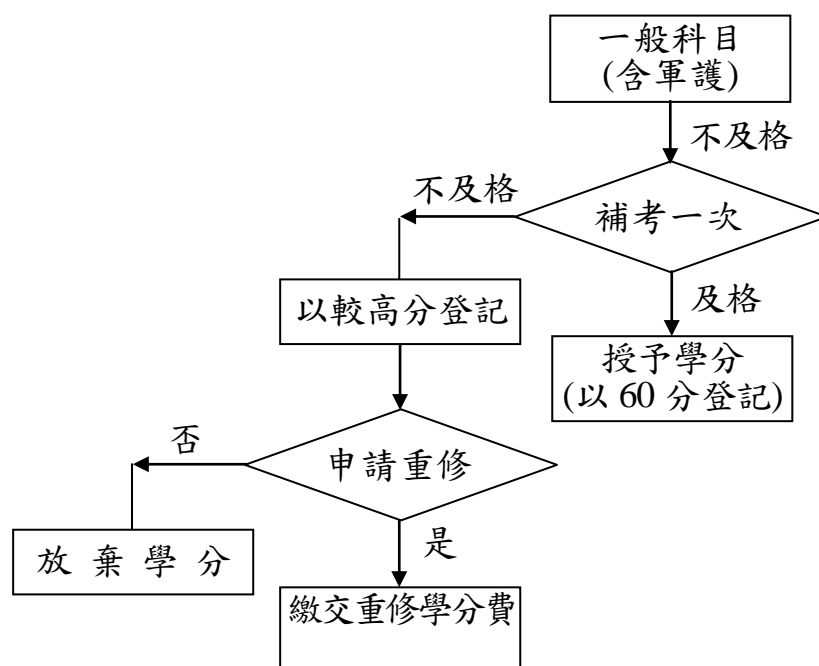 一般科目
(含軍護)
不及格
不及格
補考一次
以較高分登記
及格
授予學分
(以 60 分登記)
否
申請重修
放 棄 學 分
是
繳交重修學分費